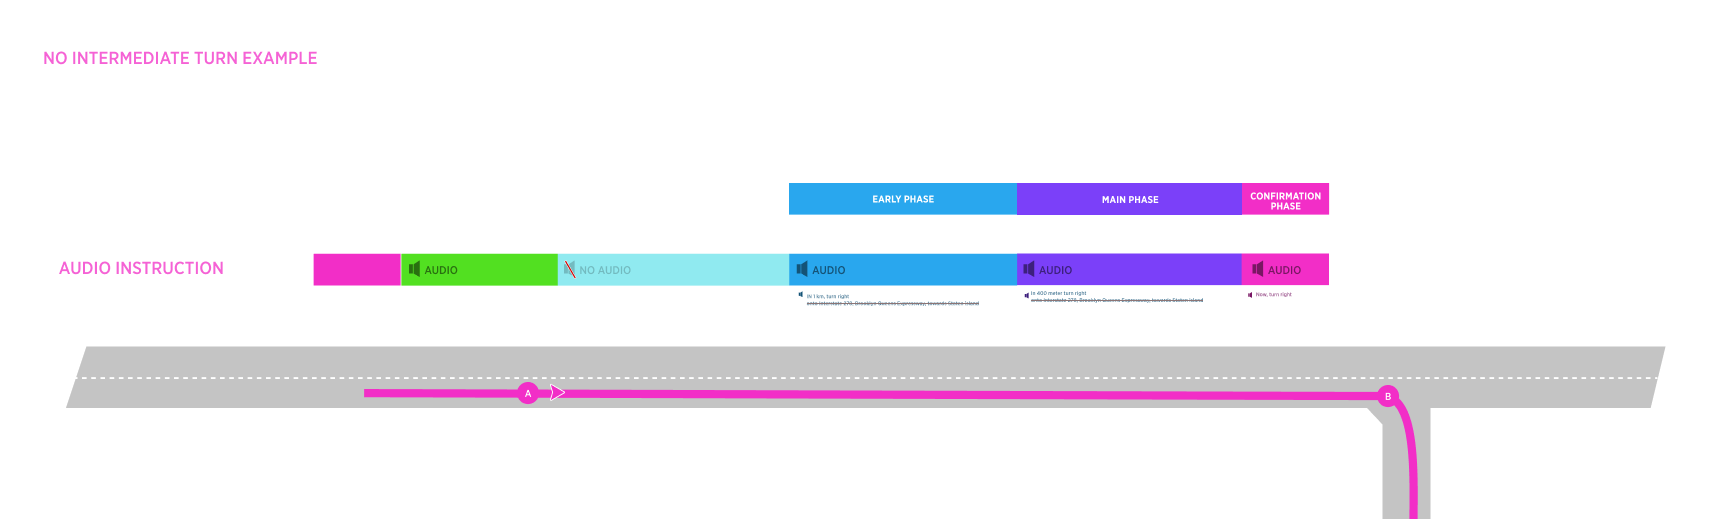 NO INTERMEDIATE TURN EXAMPLE
EARLY PHASE
MAIN PHASE
CONFIRMATION
PHASE
AUDIO INSTRUCTION
AUDIO
NO AUDIO
AUDIO
AUDIO
AUDIO
IN 1 km, turn right
onto Interstate 278, Brooklyn Queens Expressway, towards Staten Island
In 400 meter turn right
onto Interstate 278, Brooklyn Queens Expressway, towards Staten Island
Now, turn right
A
B